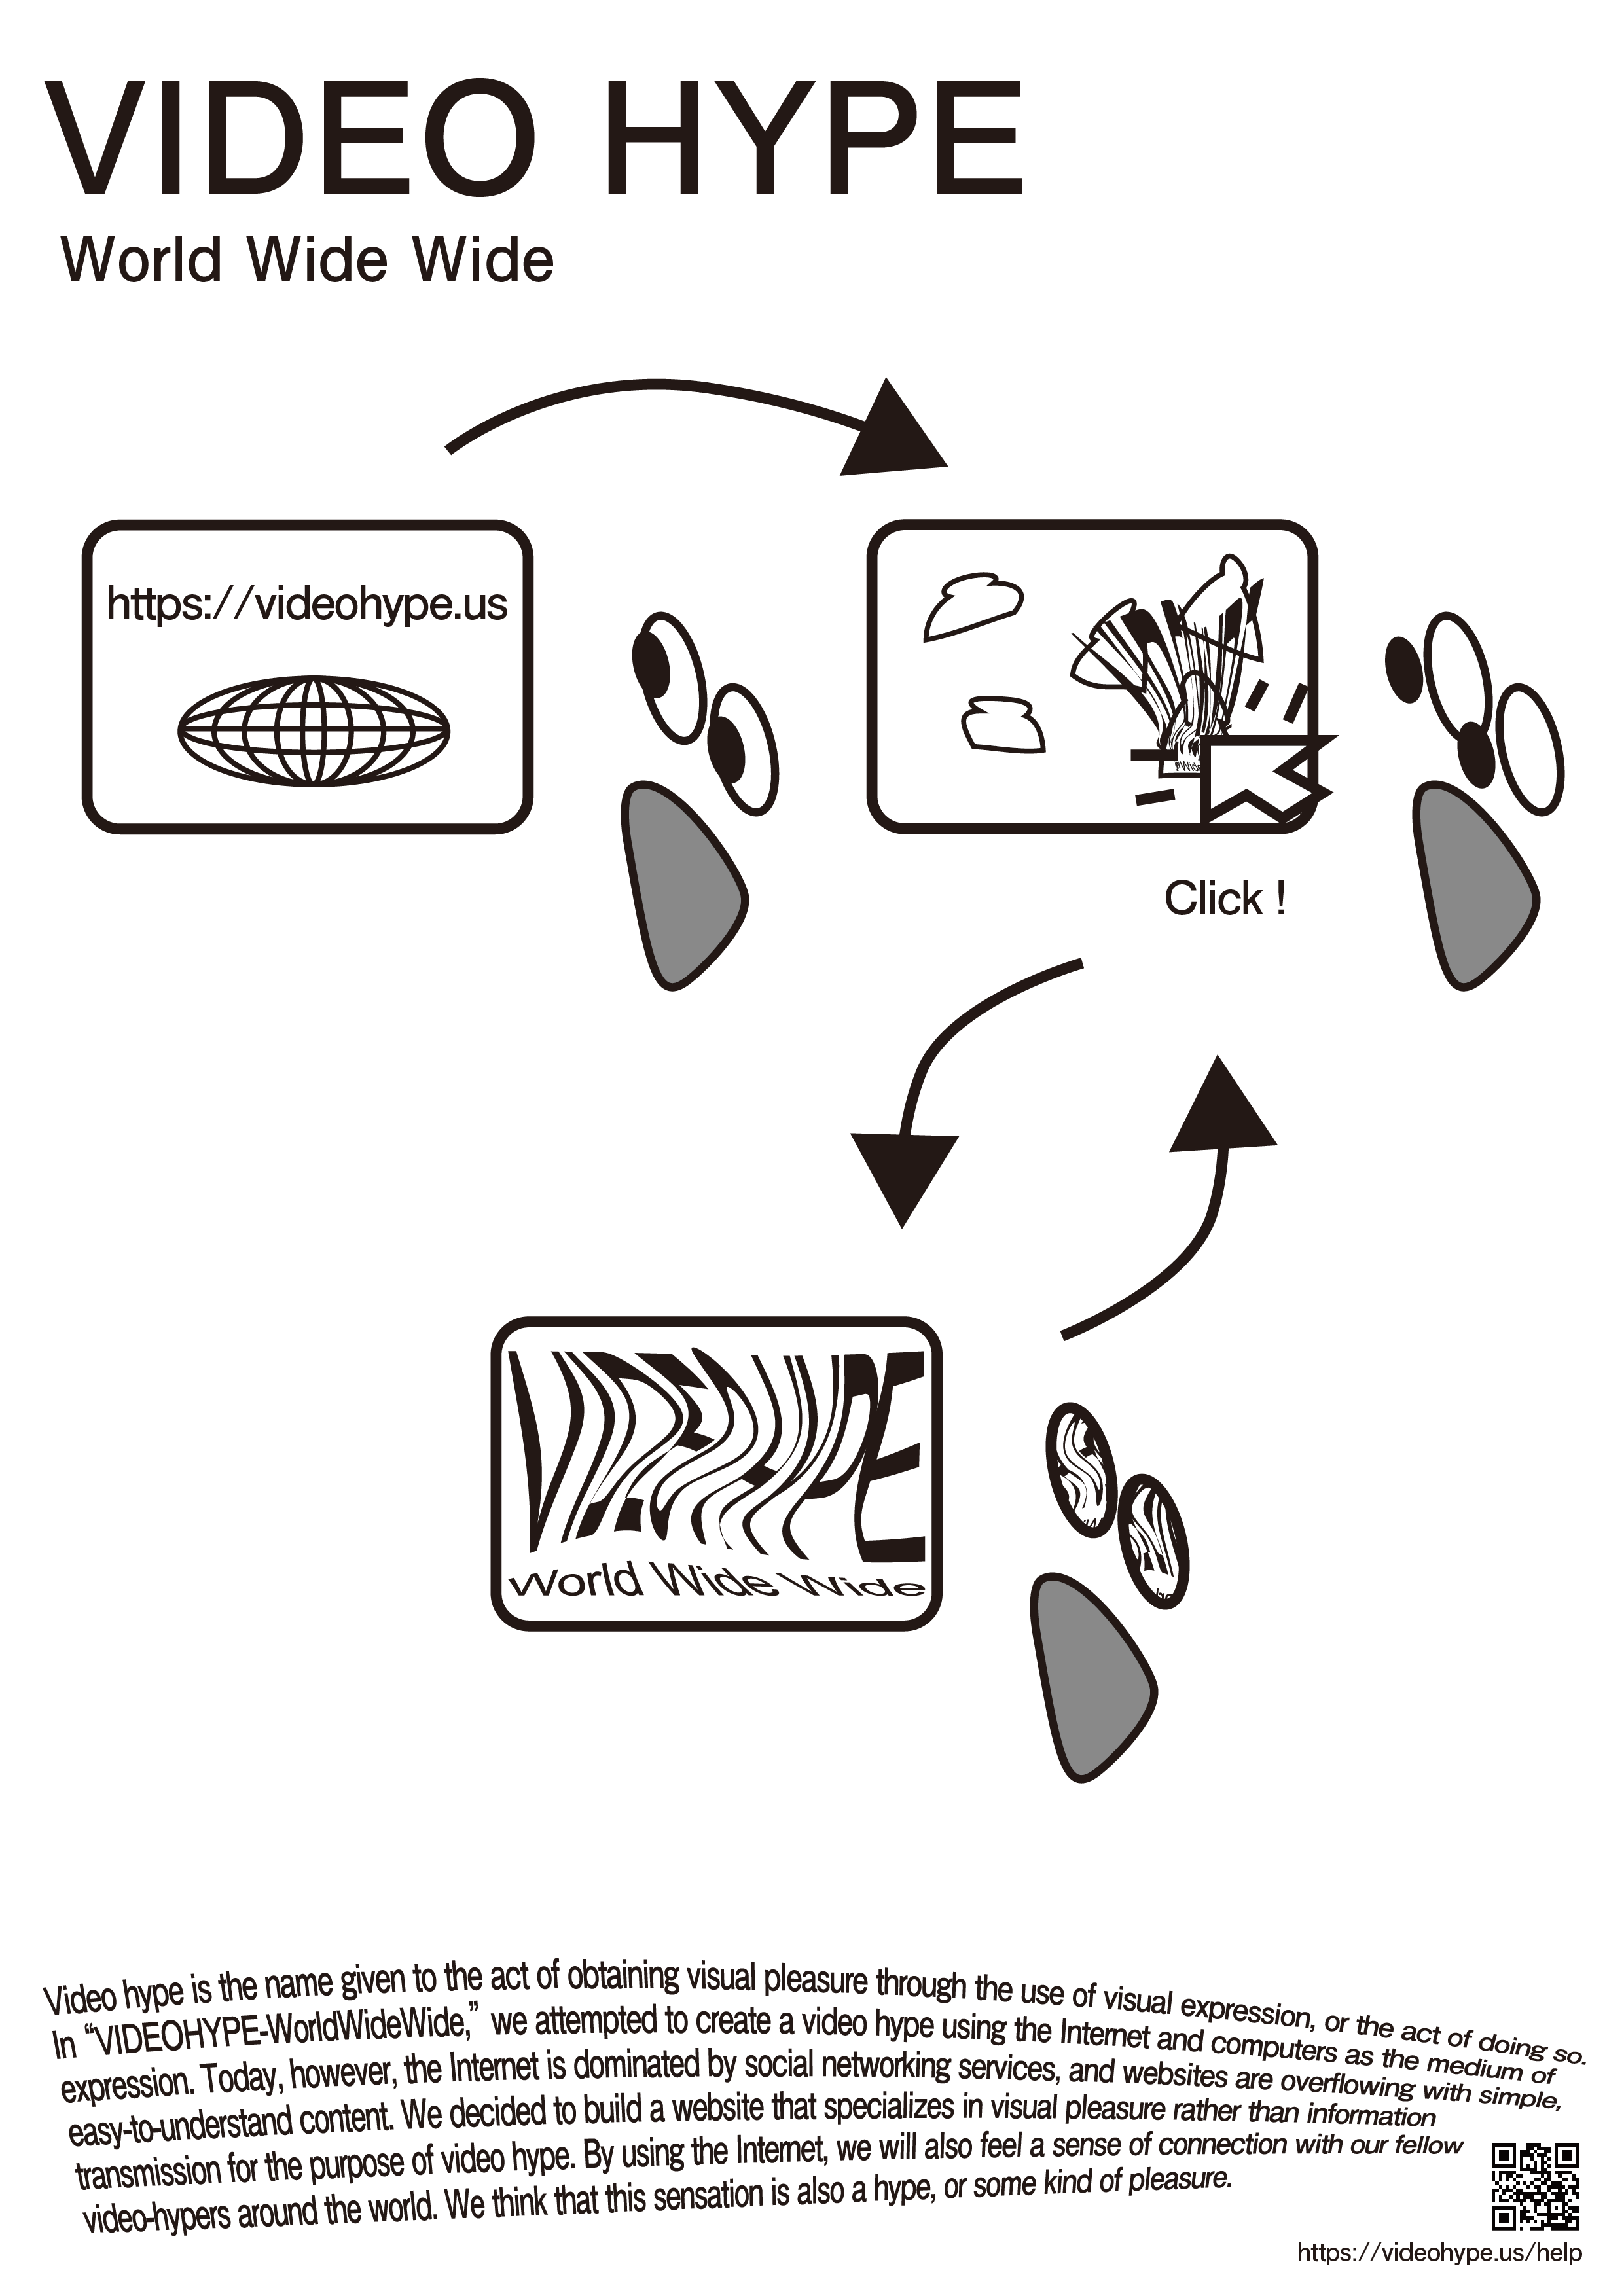 VIDEO HYPE
World Wide Wide
https://videohype.us
Wide
Click !
VIDEO HYPE
World Wide Wide
Video hype is the name given to the act of obtaining visual pleasure through the use of visual expression, or the act of doing so.
In “VIDEOHYPE-WorldWideWide,” we attempted to create a video hype using the Internet and computers as the medium of
expression. Today, however, the Internet is dominated by social networking services, and websites are overflowing with simple,
easy-to-understand content. We decided to build a website that specializes in visual pleasure rather than information
transmission for the purpose of video hype. By using the Internet, we will also feel a sense of connection with our fellow
video-hypers around the world. We think that this sensation is also a hype, or some kind of pleasure.
https://videohype.us/help